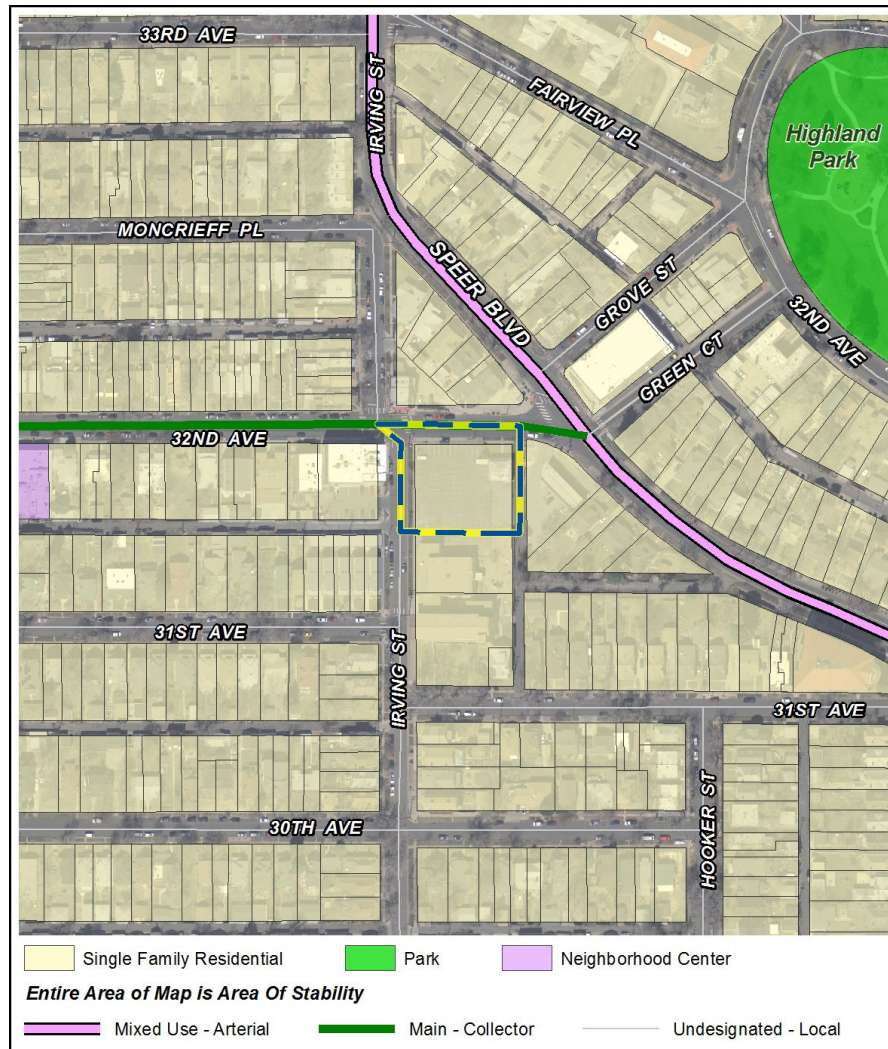 33RD AVE
IRVING ST
FAIRVIEW PL
Highland
Park
MONCRIEFF PL
SPEER BLVD
GROVE ST
32ND AVE
GREEN CT
32ND AVE
31ST AVE
IRVING ST
31ST AVE
HOOKER ST
30TH AVE
Single Family Residential
Park
Neighborhood Center
Entire Area of Map is Area Of Stability
Mixed Use - Arterial
Main - Collector
Undesignated - Local